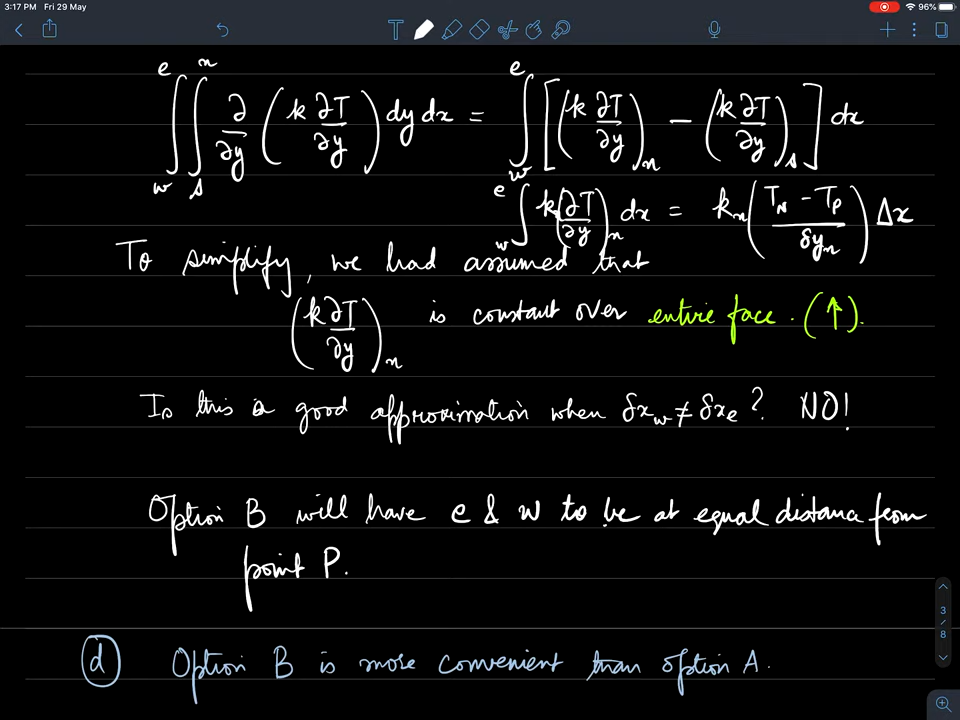 3:17 PM Fri 29 May 96%
∫_w^e ∫_s^n ∂/∂y (k ∂T/∂y) dy dx = ∫_w^e [(k ∂T/∂y)_n − (k ∂T/∂y)_s] dx
∫_w^e k(∂T/∂y)_n dx = k_n ((T_N − T_P)/δy_n) Δx
To simplify, we had assumed that
(k ∂T/∂y)_n is constant over entire face. (↑).
Is this a good approximation when δx_w ≠ δx_e? NO!
Option B will have e & w to be at equal distance from
point P.
(d) Option B is more convenient than option A.
3
/
8